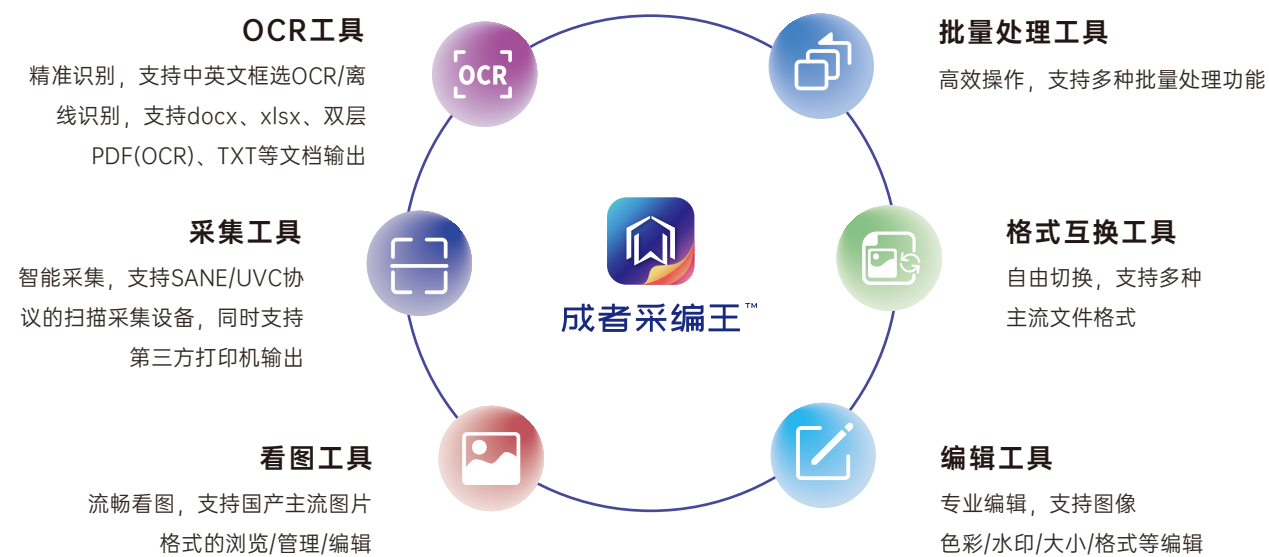 OCR工具
精准识别，支持中英文框选OCR/离
线识别，支持docx、xlsx、双层
PDF(OCR)、TXT等文档输出
OCR
批量处理工具
高效操作，支持多种批量处理功能
采集工具
智能采集，支持SANE/UVC协
议的扫描采集设备，同时支持
第三方打印机输出
成者采编王™
格式互换工具
自由切换，支持多种
主流文件格式
看图工具
流畅看图，支持国产主流图片
格式的浏览/管理/编辑
编辑工具
专业编辑，支持图像
色彩/水印/大小/格式等编辑